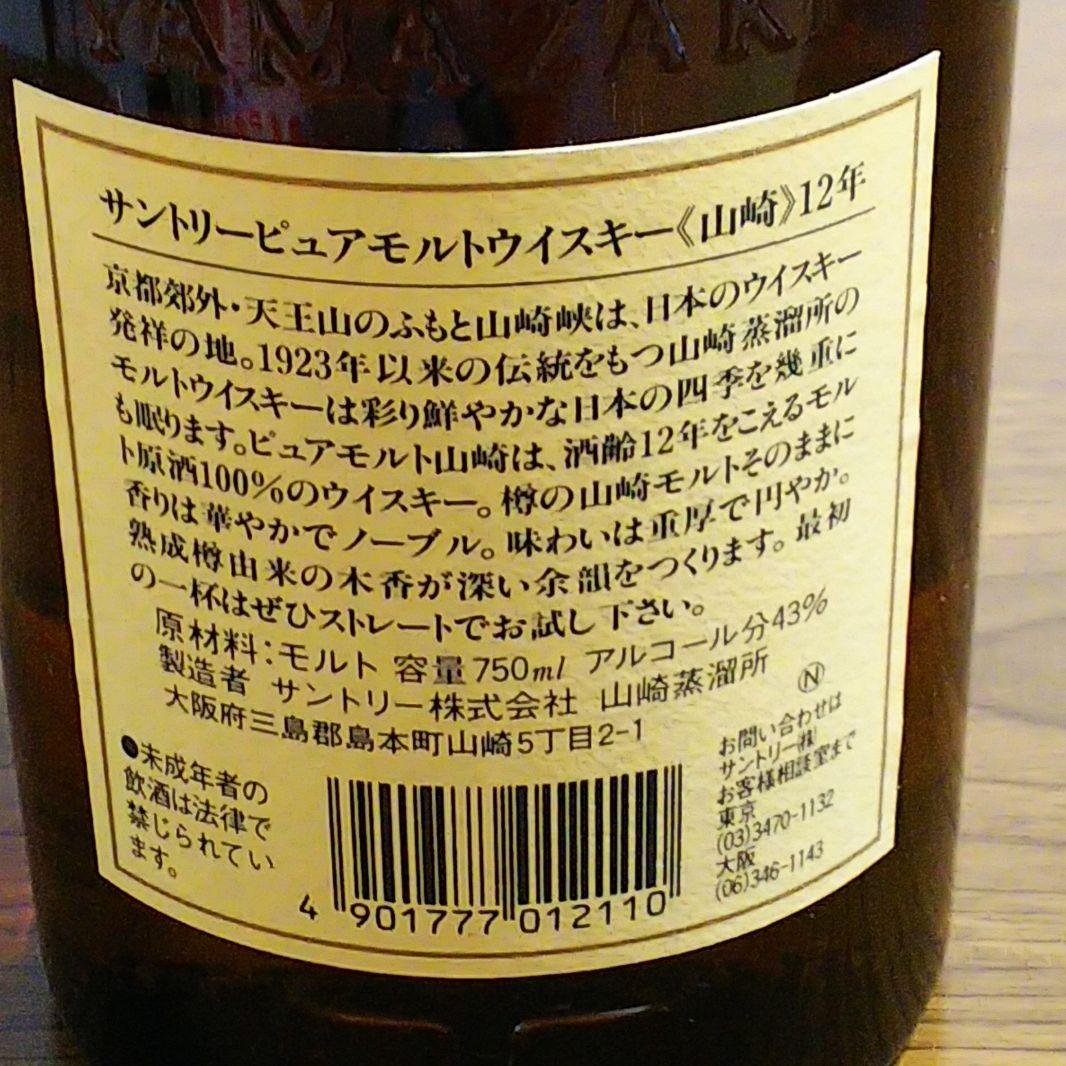 YAMAZAKI
サントリーピュアモルトウイスキー《山崎》12年
京都郊外・天王山のふもと山崎峡は、日本のウイスキー
発祥の地。1923年以来の伝統をもつ山崎蒸溜所の
モルトウイスキーは彩り鮮やかな日本の四季を幾重に
も眠ります。ピュアモルト山崎は、酒齢12年をこえるモル
ト原酒100%のウイスキー。樽の山崎モルトそのままに
香りは華やかでノーブル。味わいは重厚で円やか。
熟成樽由来の木香が深い余韻をつくります。最初
の一杯はぜひストレートでお試し下さい。
原材料:モルト 容量750ml アルコール分43%
製造者 サントリー株式会社 山崎蒸溜所
大阪府三島郡島本町山崎5丁目2-1
Ⓝ
●未成年者の
飲酒は法律で
禁じられてい
ます。
お問い合わせは
サントリー㈱
お客様相談室まで
東京
(03)3470-1132
大阪
(06)346-1143
4 901777 012110